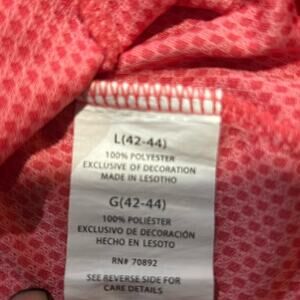 L(42-44)
100% POLYESTER
EXCLUSIVE OF DECORATION
MADE IN LESOTHO
G(42-44)
100% POLIÉSTER
EXCLUSIVO DE DECORACIÓN
HECHO EN LESOTO
RN# 70892
SEE REVERSE SIDE FOR
CARE DETAILS